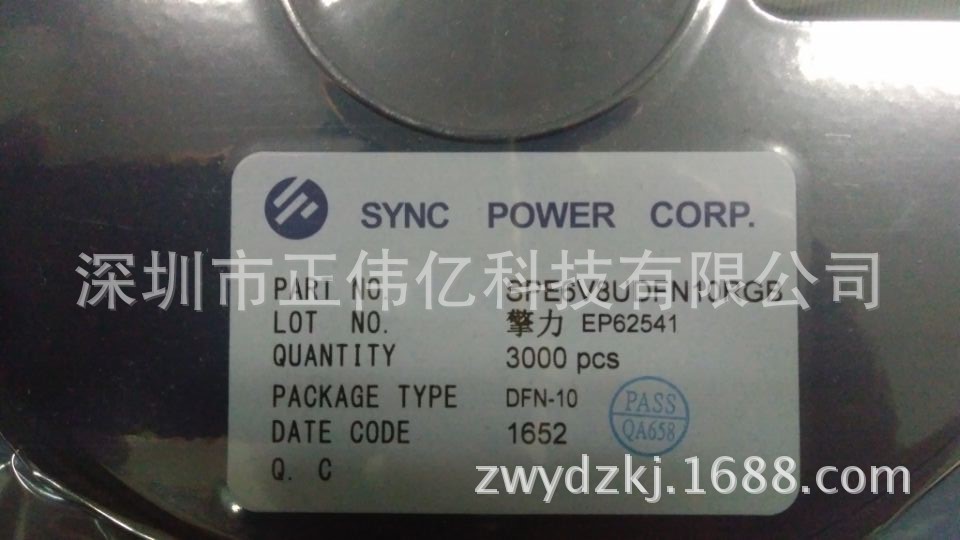 SYNC POWER CORP.
深圳市正伟亿科技有限公司
PART NO. SPE6V8UDFN10RGB
LOT NO. 擎力 EP62541
QUANTITY 3000 pcs
PACKAGE TYPE DFN-10
PASS
DATE CODE 1652
QA658
Q. C
zwydzkj.1688.com